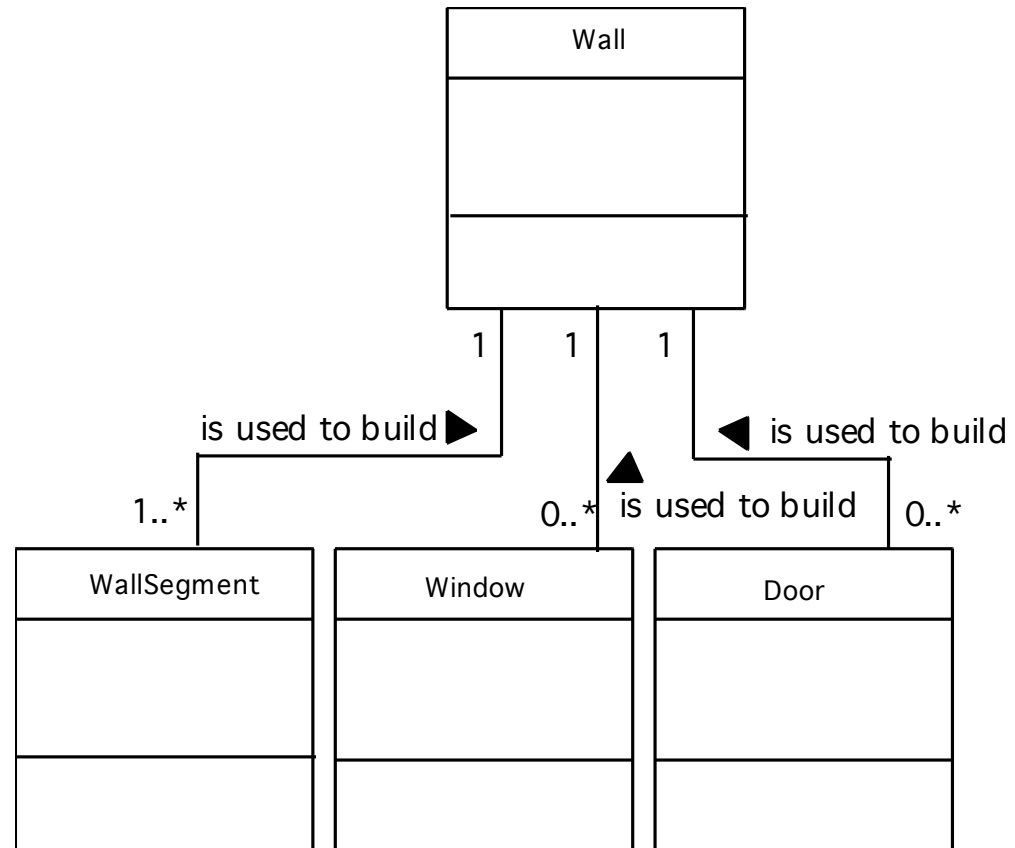 Wall
1 1 1
is used to build
is used to build
1..*
0..*
is used to build
0..*
WallSegment
Window
Door